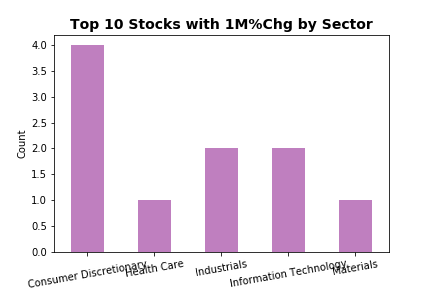 Top 10 Stocks with 1M%Chg by Sector
4.0
3.5
3.0
2.5
2.0
1.5
1.0
0.5
0.0
Count
Consumer Discretionary
Health Care
Industrials
Information Technology
Materials